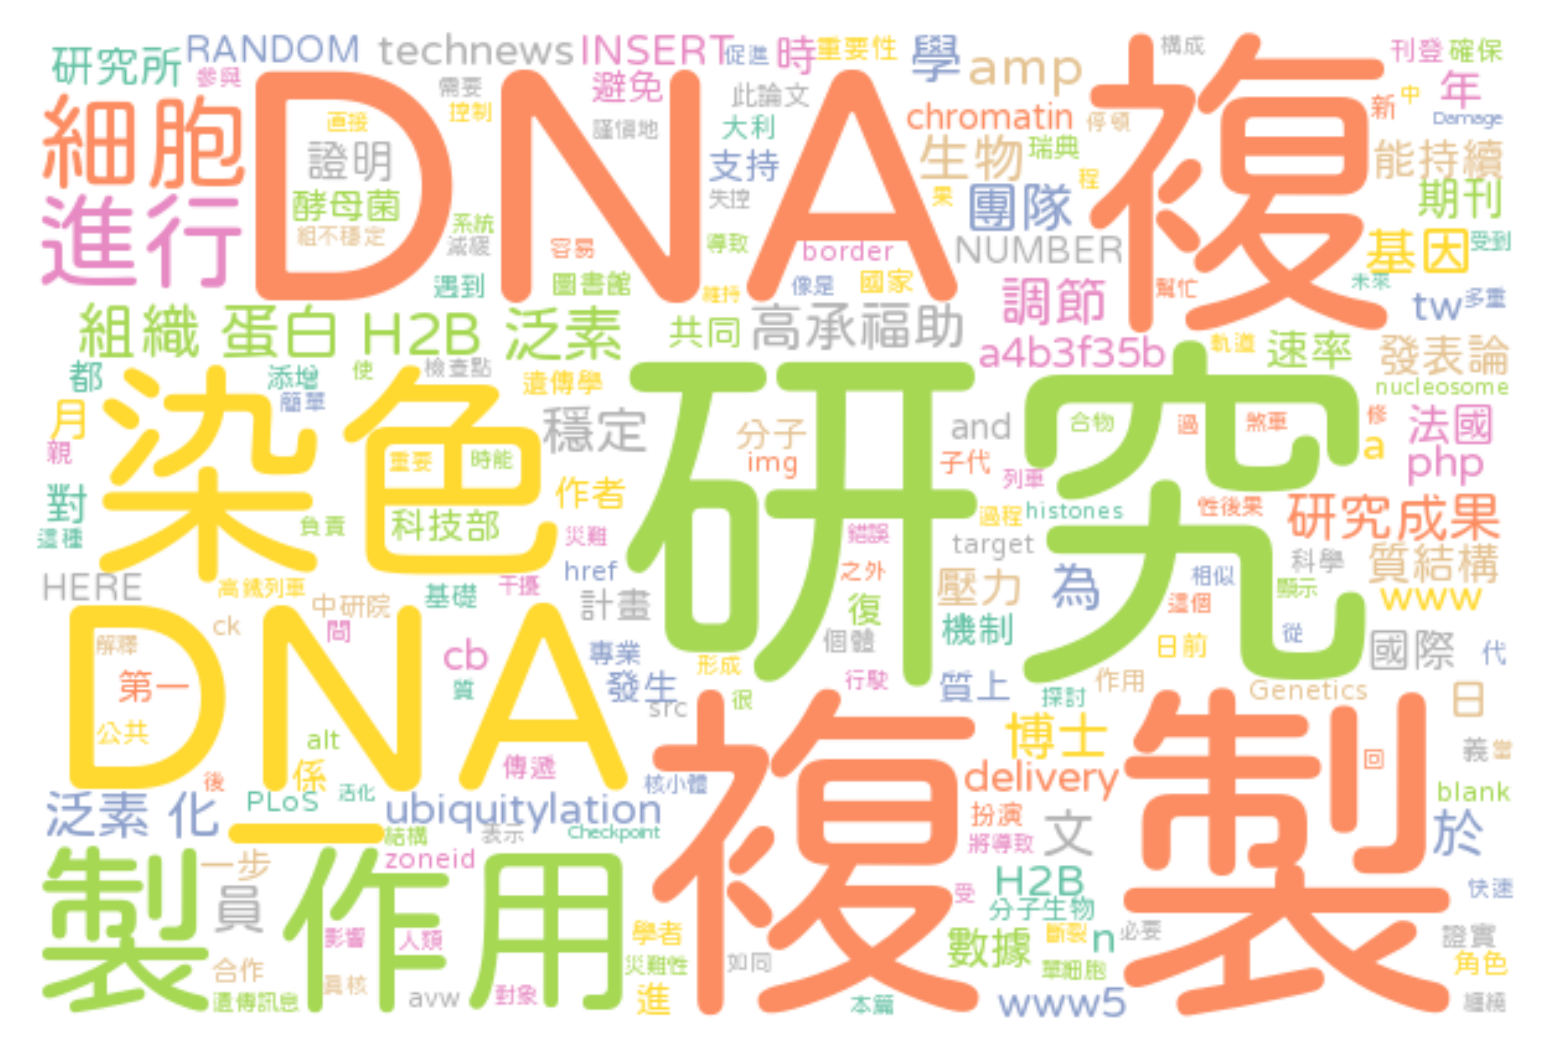 研究所 RANDOM technews INSERT 促進 時 重要性 學 amp 構成 刊登 確保
參與 需要 避免 此論文 年 新 中
細胞 DNA 複 控制 直接 謹慎地 大利 chromatin 停頓 Damage
證明 支持 生物 瑞典 能持續
進行 酵母菌 失控 果 團隊 程 期刊
組不穩定 系統 減緩 容易 導致 border NUMBER 基因 受到
遇到 圖書館 維持 像是 國家 調節 幫忙 未來 tw 多重
組織 蛋白 H2B 泛素 共同 高承福助 a4b3f35b 軌道 速率 發表論
都 添增 使 檢查點 遺傳學 研究 nucleosome
染色 月 簡單 穩定 分子 and 合物 過 煞車 修 法國
親 重要 時能 img 子代 a php
對 作者 列車
這種 負責 科技部 災難 錯誤 過程 histones 性後果 研究成果
target 科學 質結構
HERE 高鐵列車 基礎 干擾 href 之外 壓力 為 相似 顯示 www
中研院 計畫 復 這個
DNA ck 間 機制 從
解釋 cb 專業 個體 形成 日前 國際 代
第一 質 發生 行駛 質上 探討 作用 Genetics 日
src 很
公共 alt 複製 博士 義 當
後 係 傳遞 核小體 delivery 回
泛素 化 PLoS 活化 ubiquitylation 扮演 blank
一 結構 表示 Checkpoint 將導致 文 於
製作用 一步 zoneid
員 受 H2B 快速
分子生物
影響 人類 學者 數據 斷裂 n 必要 證實
合作 災難性 如同 單細胞 角色
遺傳訊息 真核 avw 對象 進 本篇 www5 纏繞